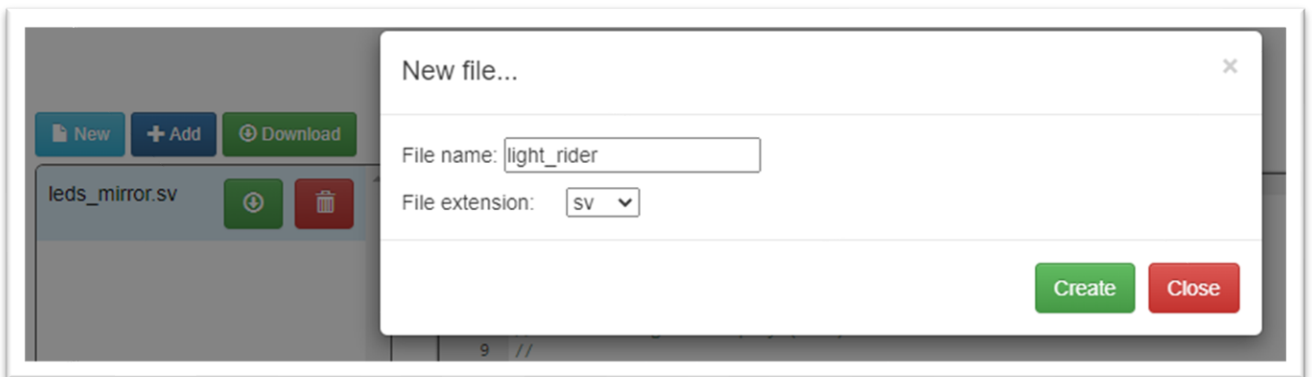 New file...
×
New Add Download
File name: light_rider
leds_mirror.sv
File extension: sv
Create Close
9 //